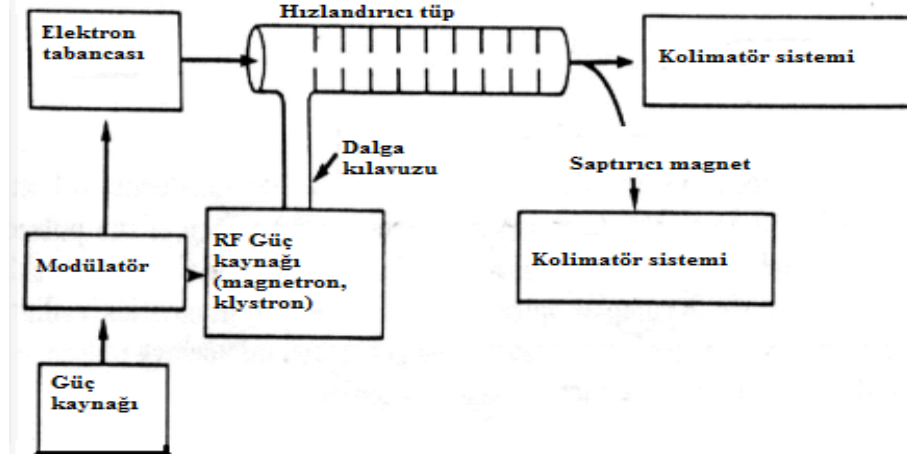 Hızlandırıcı tüp
Elektron
tabancası
Kolimatör sistemi
Dalga
kılavuzu
Saptırıcı magnet
RF Güç
kaynağı
(magnetron,
klystron)
Modülatör
Kolimatör sistemi
Güç
kaynağı